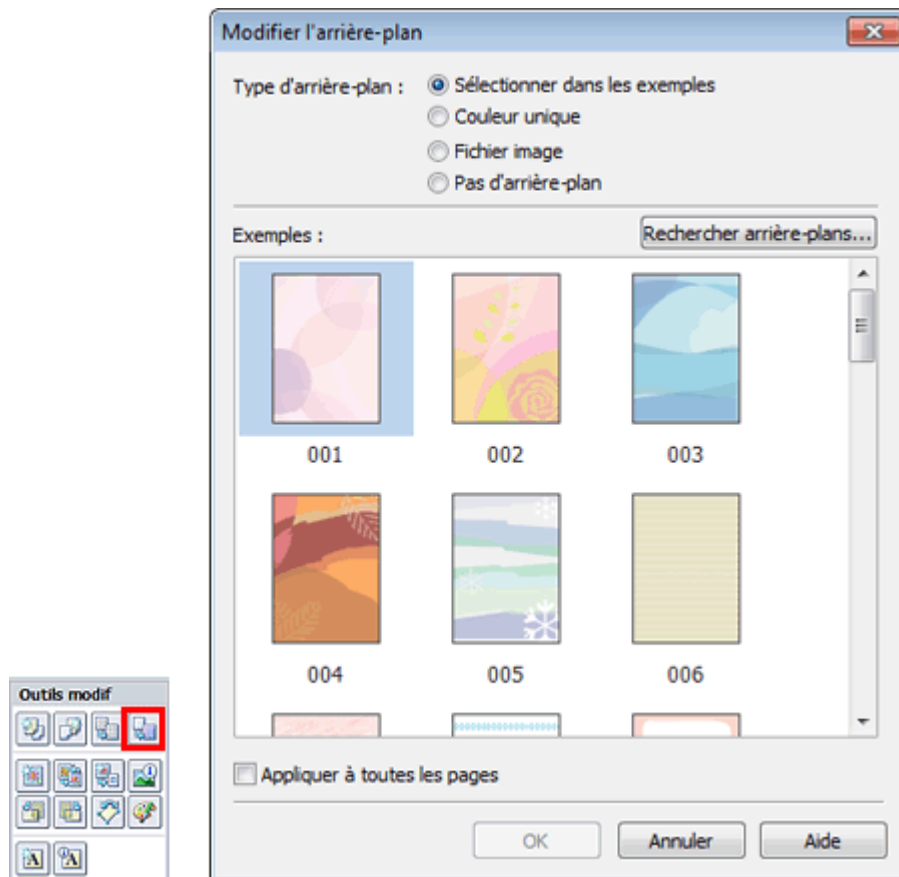 Modifier l'arrière-plan
Type d'arrière-plan :
Sélectionner dans les exemples
Couleur unique
Fichier image
Pas d'arrière-plan
Exemples :
Rechercher arrière-plans...
001 002 003
004 005 006
Appliquer à toutes les pages
OK Annuler Aide
Outils modif
A A